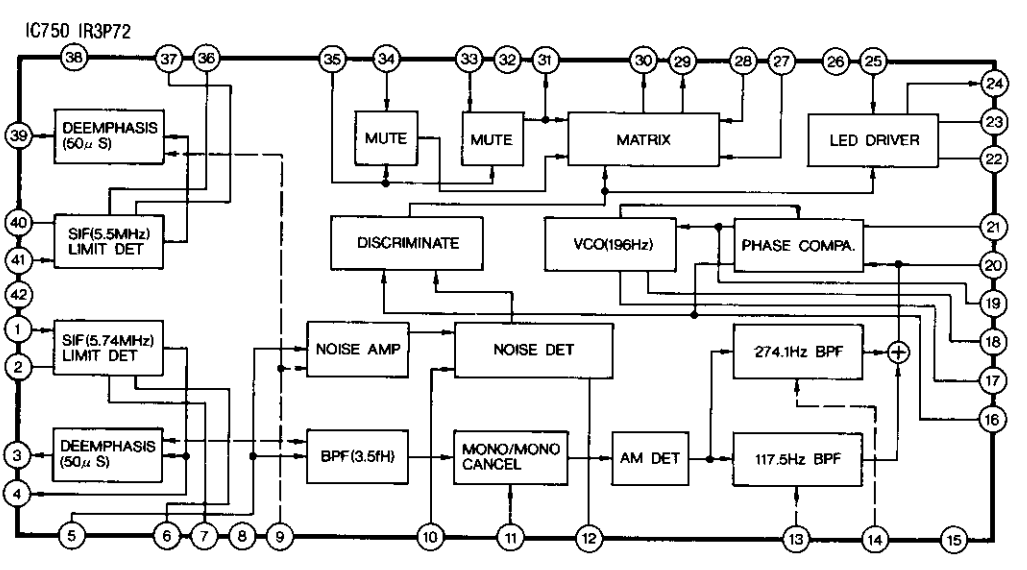 IC750 IR3P72
38 37 36 35 34 33 32 31 30 29 28 27 26 25
24
39
DEEMPHASIS
(50μS)
MUTE
MUTE
MATRIX
LED DRIVER
23
22
40
SIF(5.5MHz)
LIMIT DET
41
DISCRIMINATE
VCO(196Hz)
PHASE COMPA.
21
20
42
19
1
SIF(5.74MHz)
LIMIT DET
2
NOISE AMP
NOISE DET
274.1Hz BPF
+
18
17
16
3
DEEMPHASIS
(50μS)
4
BPF(3.5fH)
MONO/MONO
CANCEL
AM DET
117.5Hz BPF
5 6 7 8 9 10 11 12 13 14 15